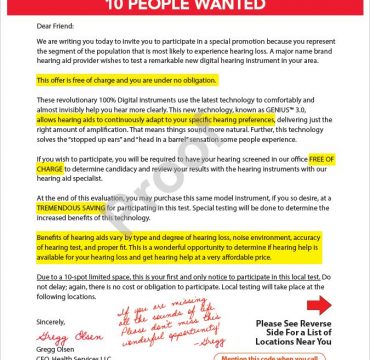 10 PEOPLE WANTED
Dear Friend:
We are writing you today to invite you to participate in a special promotion because you represent
the segment of the population that is most likely to experience hearing loss. A major name brand
hearing aid provider wishes to test a remarkable new digital hearing instrument in your area.
This offer is free of charge and you are under no obligation.
These revolutionary 100% Digital instruments use the latest technology to comfortably and
almost invisibly help you hear more clearly. This new technology, known as GENIUS™ 3.0,
allows hearing aids to continually adapt to your specific hearing preferences, delivering just the
right amount of amplification. That means things sound more natural. Further, this technology
solves the "stopped up ears" and "head in a barrel" sensation some people experience.
If you wish to participate, you will be required to have your hearing screened in our office FREE OF
CHARGE to determine candidacy and review your results with the hearing instruments with our
hearing aid specialist.
At the end of this evaluation, you may purchase this same model instrument, if you so desire, at a
TREMENDOUS SAVING for participating in this test. Special testing will be done to determine the
increased benefits of this technology.
Benefits of hearing aids vary by type and degree of hearing loss, noise environment, accuracy
of hearing test, and proper fit. This is a wonderful opportunity to determine if hearing help is
available for your hearing loss and get hearing help at a very affordable price.
Due to a 10-spot limited space, this is your first and only notice to participate in this local test. Do
not delay; again, there is no cost or obligation to participate. Local testing will take place at the
following locations.
Sincerely,
Gregg Olsen
Gregg Olsen
CEO, Health Services LLC
If you are missing
all the sounds of life
Please don't miss this
wonderful opportunity
-Gregg
Please See Reverse
Side For a List of
Locations Near You
Mention this code when you call
Proof